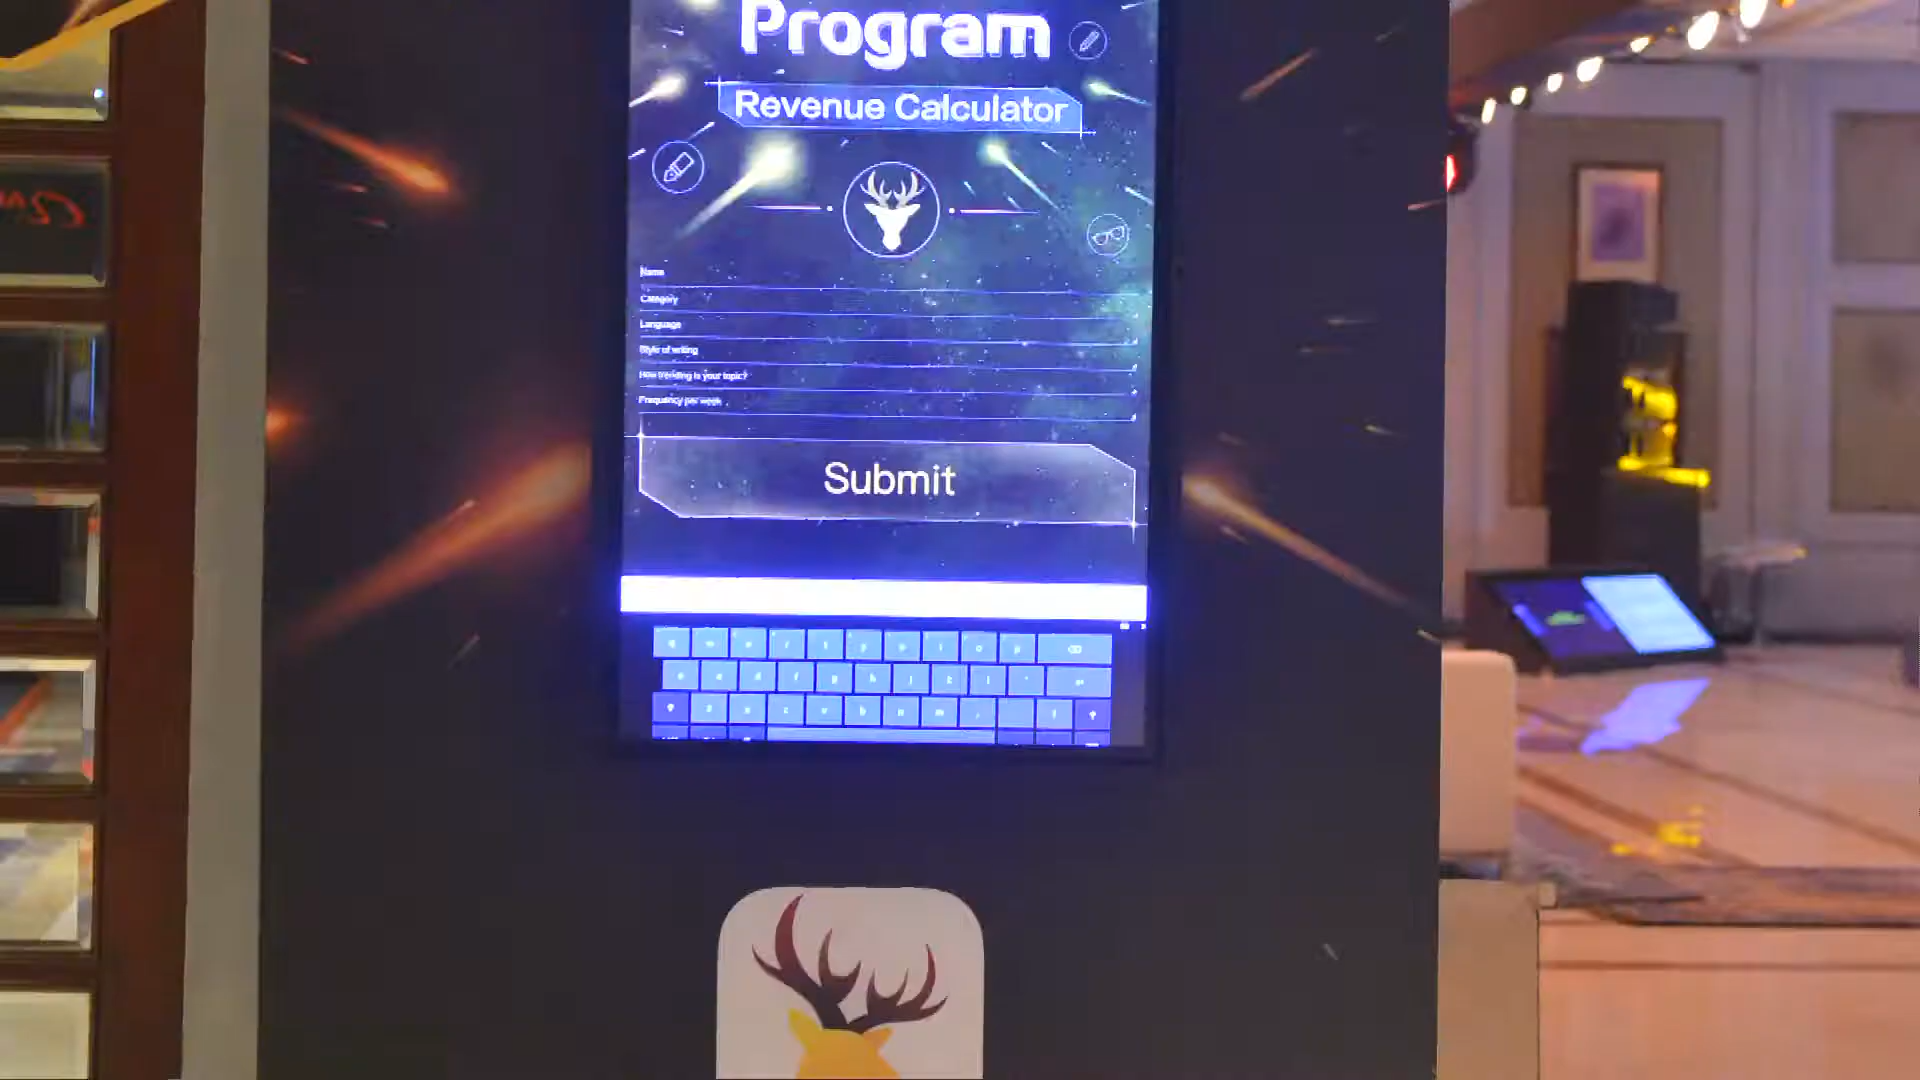 Program
Revenue Calculator
Name
Category
Language
Style of writing
How trending is your topic?
Frequency per week
Submit